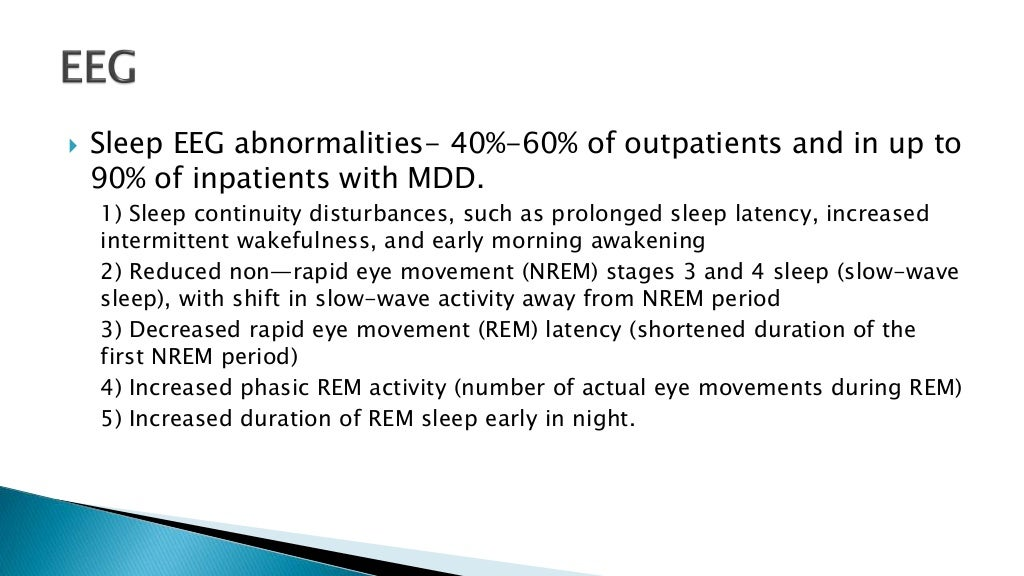 EEG
Sleep EEG abnormalities- 40%-60% of outpatients and in up to
90% of inpatients with MDD.
1) Sleep continuity disturbances, such as prolonged sleep latency, increased
intermittent wakefulness, and early morning awakening
2) Reduced non—rapid eye movement (NREM) stages 3 and 4 sleep (slow-wave
sleep), with shift in slow-wave activity away from NREM period
3) Decreased rapid eye movement (REM) latency (shortened duration of the
first NREM period)
4) Increased phasic REM activity (number of actual eye movements during REM)
5) Increased duration of REM sleep early in night.